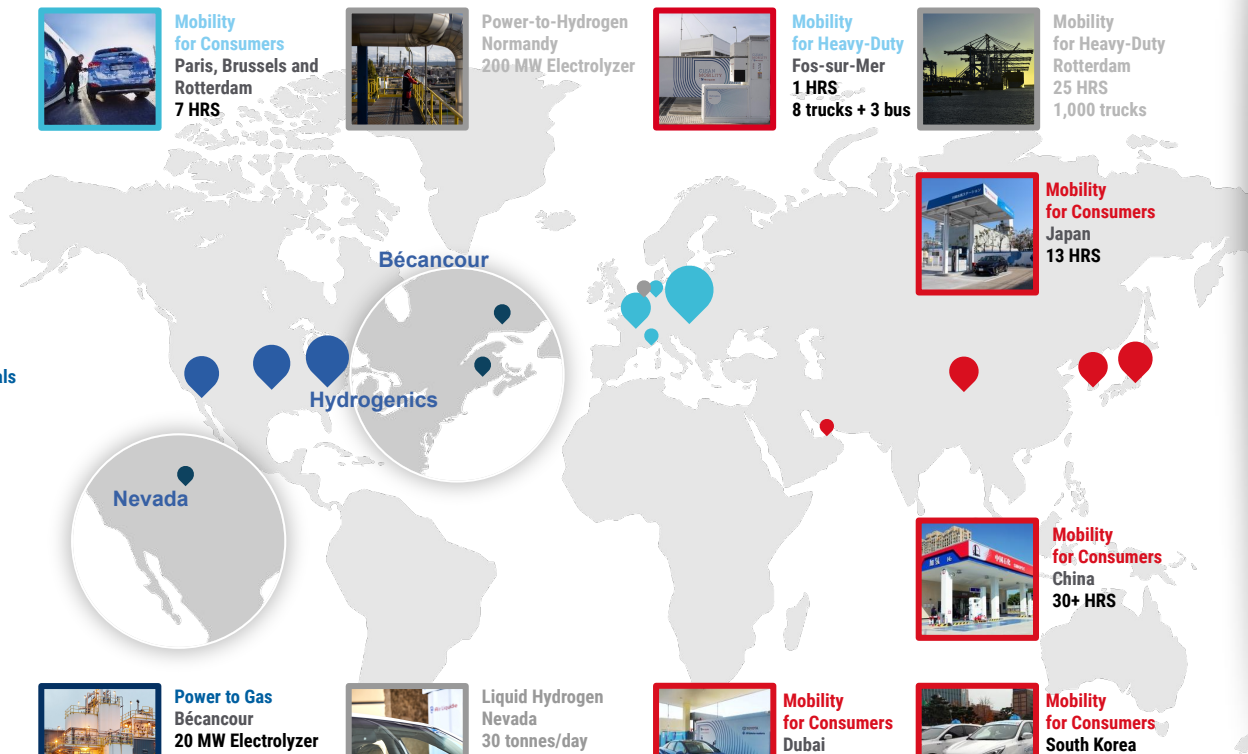 Mobility
for Consumers
Paris, Brussels and
Rotterdam
7 HRS
Power-to-Hydrogen
Normandy
200 MW Electrolyzer
Mobility
for Heavy-Duty
Fos-sur-Mer
1 HRS
8 trucks + 3 bus
Mobility
for Heavy-Duty
Rotterdam
25 HRS
1,000 trucks
Mobility
for Consumers
Japan
13 HRS
Bécancour
Hydrogenics
Nevada
Mobility
for Consumers
China
30+ HRS
Power to Gas
Bécancour
20 MW Electrolyzer
Liquid Hydrogen
Nevada
30 tonnes/day
Mobility
for Consumers
Dubai
Mobility
for Consumers
South Korea